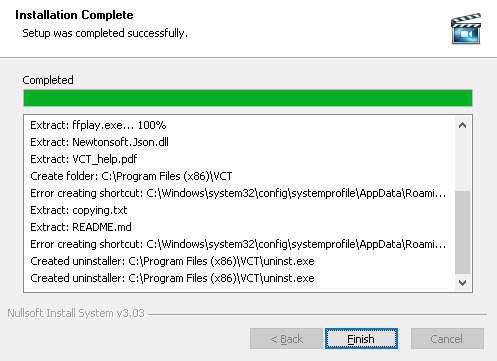 Installation Complete
Setup was completed successfully.
Completed
Extract: ffplay.exe... 100%
Extract: Newtonsoft.Json.dll
Extract: VCT_help.pdf
Create folder: C:\Program Files (x86)\VCT
Error creating shortcut: C:\Windows\system32\config\systemprofile\AppData\Roami...
Extract: copying.txt
Extract: README.md
Error creating shortcut: C:\Windows\system32\config\systemprofile\AppData\Roami...
Created uninstaller: C:\Program Files (x86)\VCT\uninst.exe
Created uninstaller: C:\Program Files (x86)\VCT\uninst.exe
Nullsoft Install System v3.03
< Back Finish Cancel